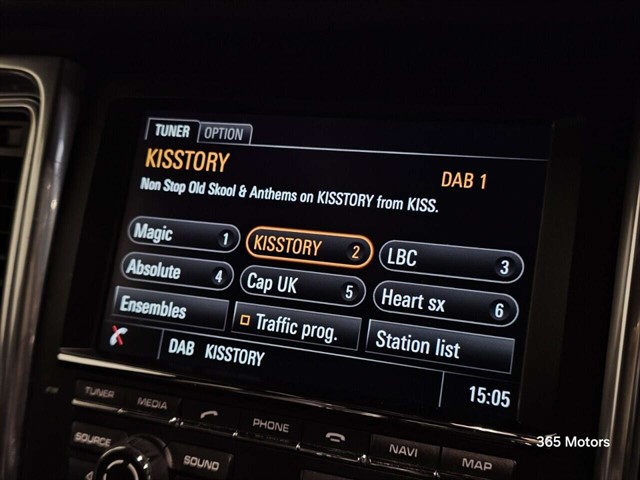 TUNER OPTION
KISSTORY
DAB 1
Non Stop Old Skool & Anthems on KISSTORY from KISS.
Magic 1 KISSTORY 2 LBC 3
Absolute 4 Cap UK 5 Heart sx 6
Ensembles Traffic prog. Station list
DAB KISSTORY
15:05
TUNER MEDIA PHONE NAVI MAP
SOURCE SOUND
365 Motors